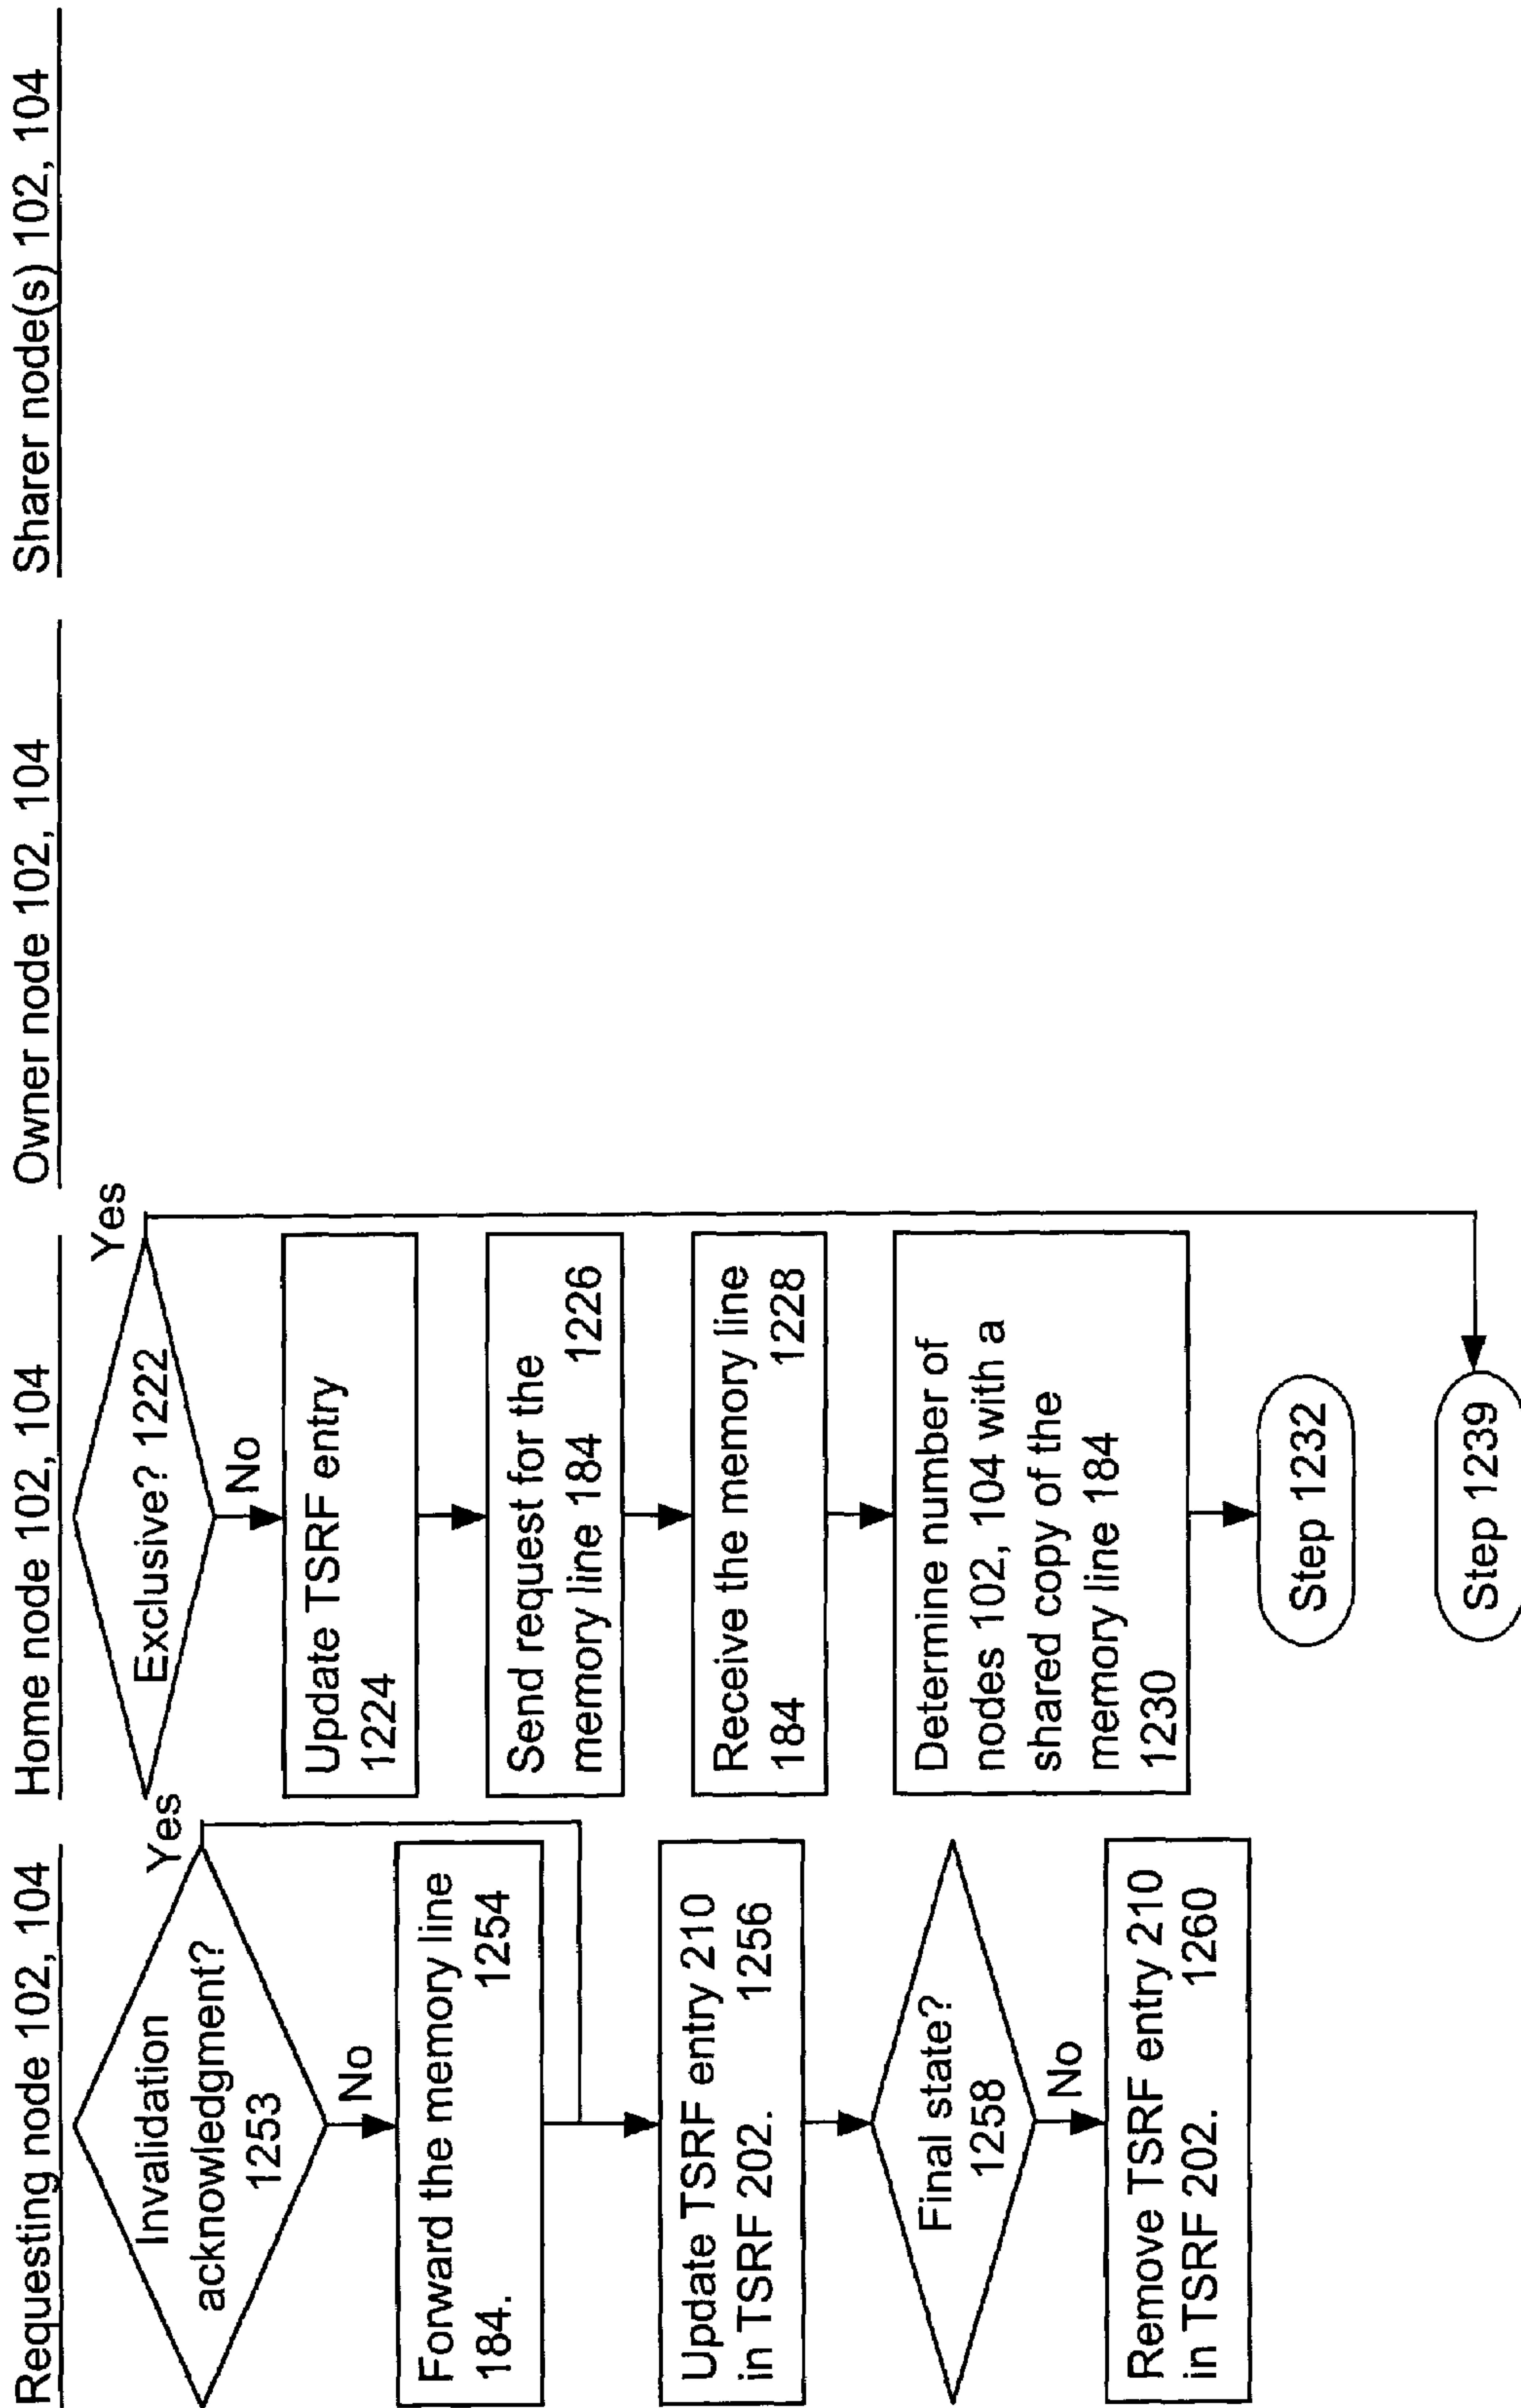 Requesting node 102, 104
Invalidation
acknowledgment?
1253
Yes
No
Forward the memory line
184. 1254
Update TSRF entry 210
in TSRF 202. 1256
Final state?
1258
No
Remove TSRF entry 210
in TSRF 202. 1260
Home node 102, 104
Exclusive? 1222
Yes
No
Update TSRF entry
1224
Send request for the
memory line 184 1226
Receive the memory line
184 1228
Determine number of
nodes 102, 104 with a
shared copy of the
memory line 184
1230
Step 1232
Step 1239
Owner node 102, 104
Sharer node(s) 102, 104